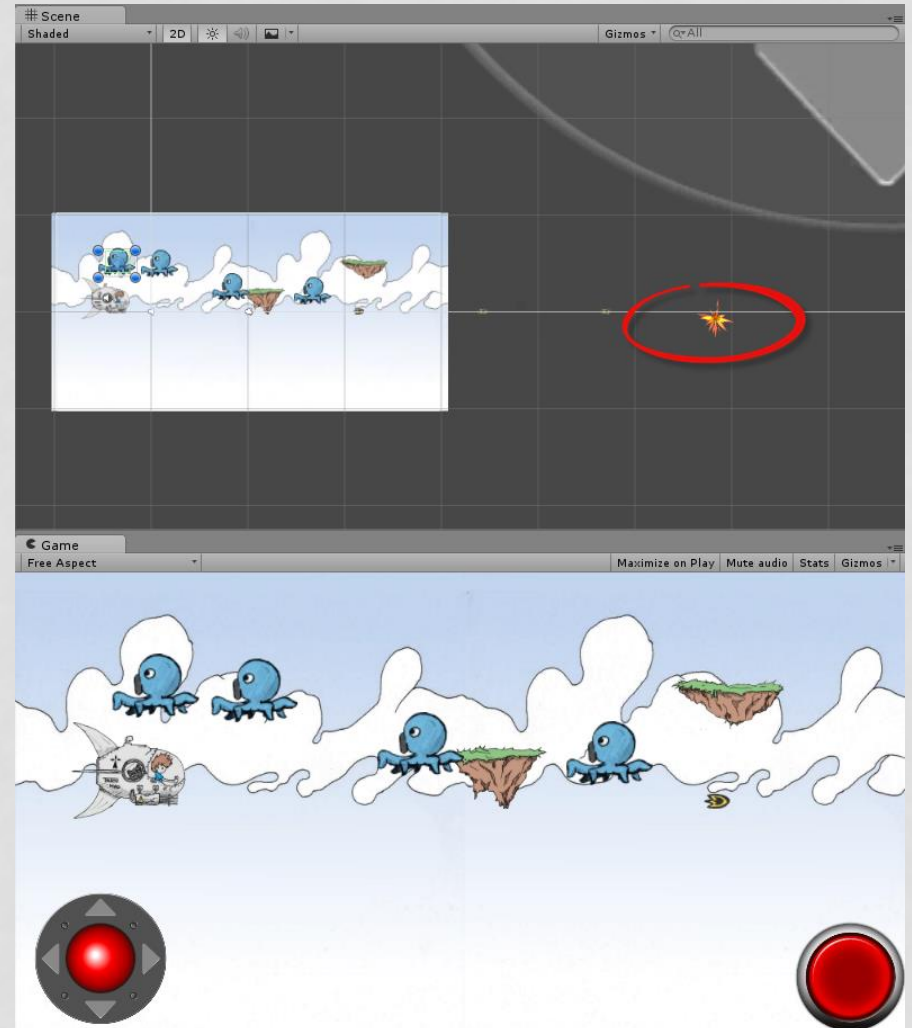 Scene
Shaded 2D Gizmos All
Game
Free Aspect Maximize on Play Mute audio Stats Gizmos